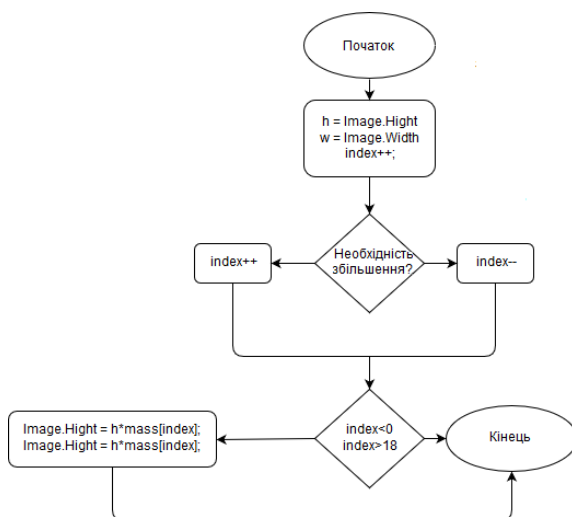 Початок
h = Image.Hight
w = Image.Width
index++;
Необхідність
збільшення?
index++
index--
index<0
index>18
Image.Hight = h*mass[index];
Image.Hight = h*mass[index];
Кінець